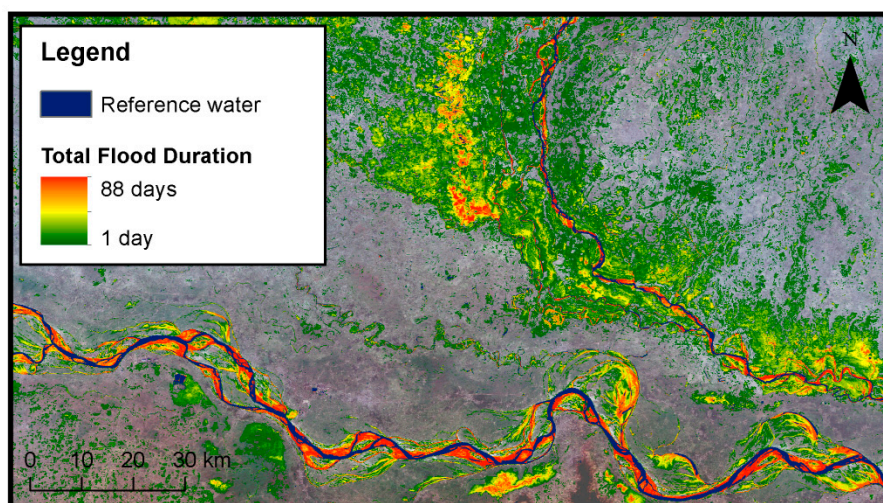 Legend
Reference water
Total Flood Duration
88 days
1 day
N
0 10 20 30 km